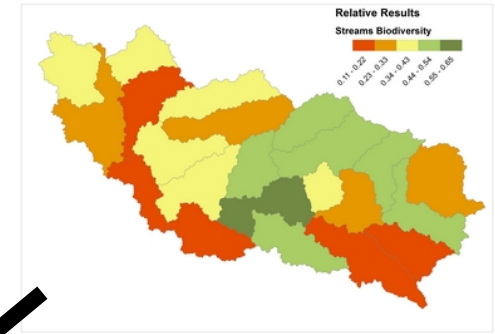 Relative Results
Streams Biodiversity
0.11 - 0.22
0.23 - 0.33
0.34 - 0.43
0.44 - 0.54
0.55 - 0.65